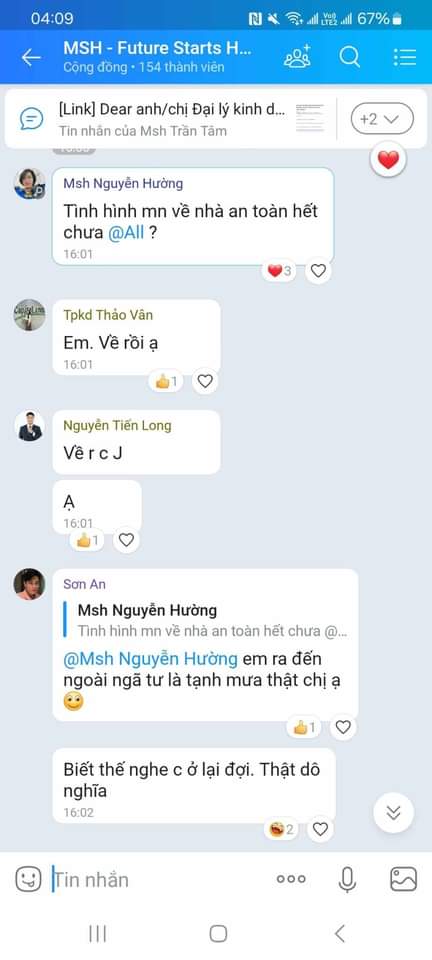 04:09
Vo)) LTE2 67%
MSH - Future Starts H...
Cộng đồng • 154 thành viên
[Link] Dear anh/chị Đại lý kinh d...
Tin nhắn của Msh Trần Tâm
+2
Msh Nguyễn Hường
Tình hình mn về nhà an toàn hết
chưa @All ?
16:01
3
Tpkd Thảo Vân
Em. Về rồi ạ
16:01
1
Nguyễn Tiến Long
Về r c J
Ạ
16:01
1
Sơn An
Msh Nguyễn Hường
Tình hình mn về nhà an toàn hết chưa @...
@Msh Nguyễn Hường em ra đến
ngoài ngã tư là tạnh mưa thật chị ạ
1
Biết thế nghe c ở lại đợi. Thật dô
nghĩa
16:02
2
Tin nhắn